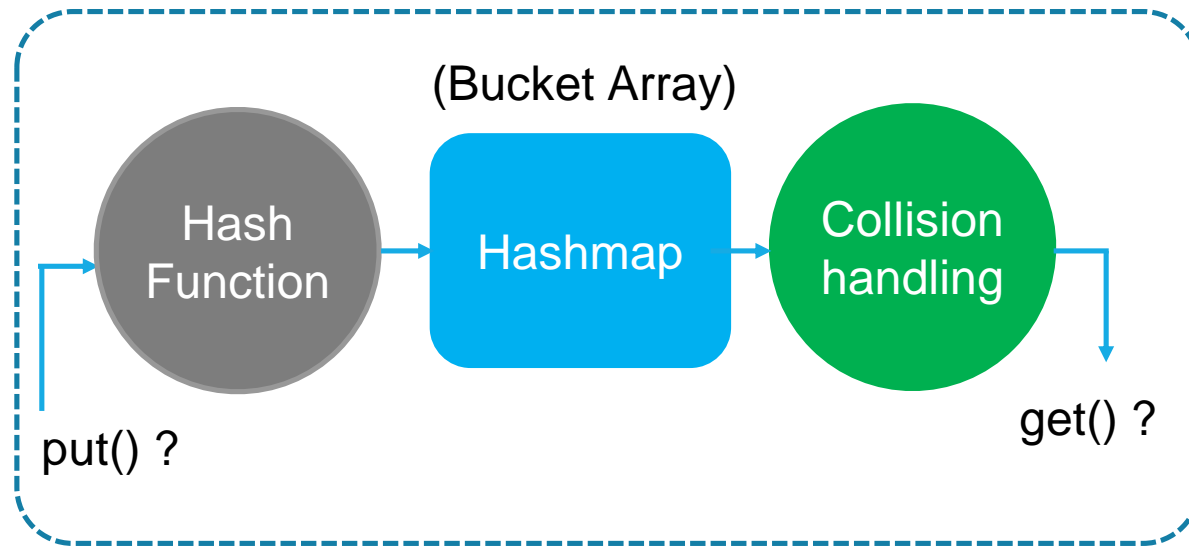 (Bucket Array)
Hash
Function
Hashmap
Collision
handling
put() ?
get() ?